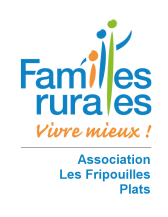 Familles
rurales
Vivre mieux !
Association
Les Fripouilles
Plats